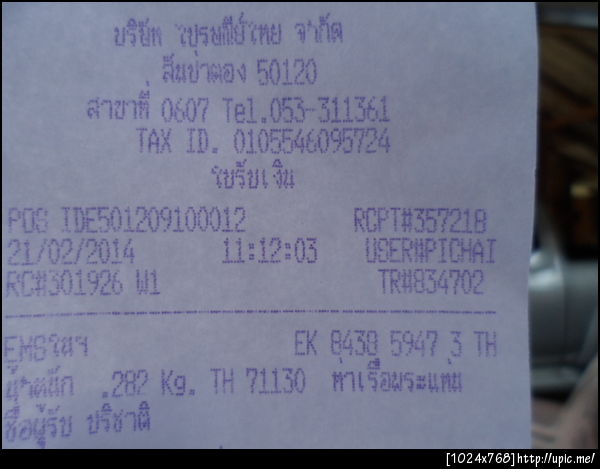 บริษัท ไปรษณีย์ไทย จำกัด
สันป่าตอง 50120
สาขาที่ 0607 Tel.053-311361
TAX ID. 0105546095724
ใบรับเงิน
POS IDE501209100012 RCPT#357218
21/02/2014 11:12:03 USER#PICHAI
RC#301926 W1 TR#834702
EMSในฯ EK 8438 5947 3 TH
น้ำหนัก .282 Kg. TH 71130 ท่าเรือพระแท่น
ชื่อผู้รับ ปริชาติ
[1024x768]http://upic.me/